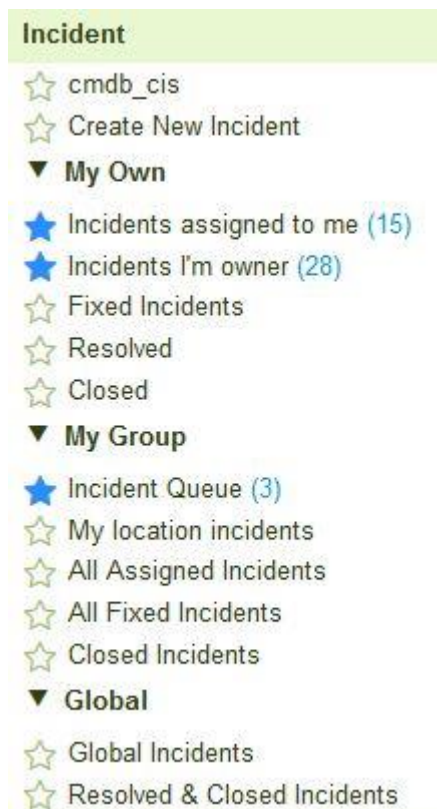 Incident
cmdb_cis
Create New Incident
My Own
Incidents assigned to me (15)
Incidents I'm owner (28)
Fixed Incidents
Resolved
Closed
My Group
Incident Queue (3)
My location incidents
All Assigned Incidents
All Fixed Incidents
Closed Incidents
Global
Global Incidents
Resolved & Closed Incidents